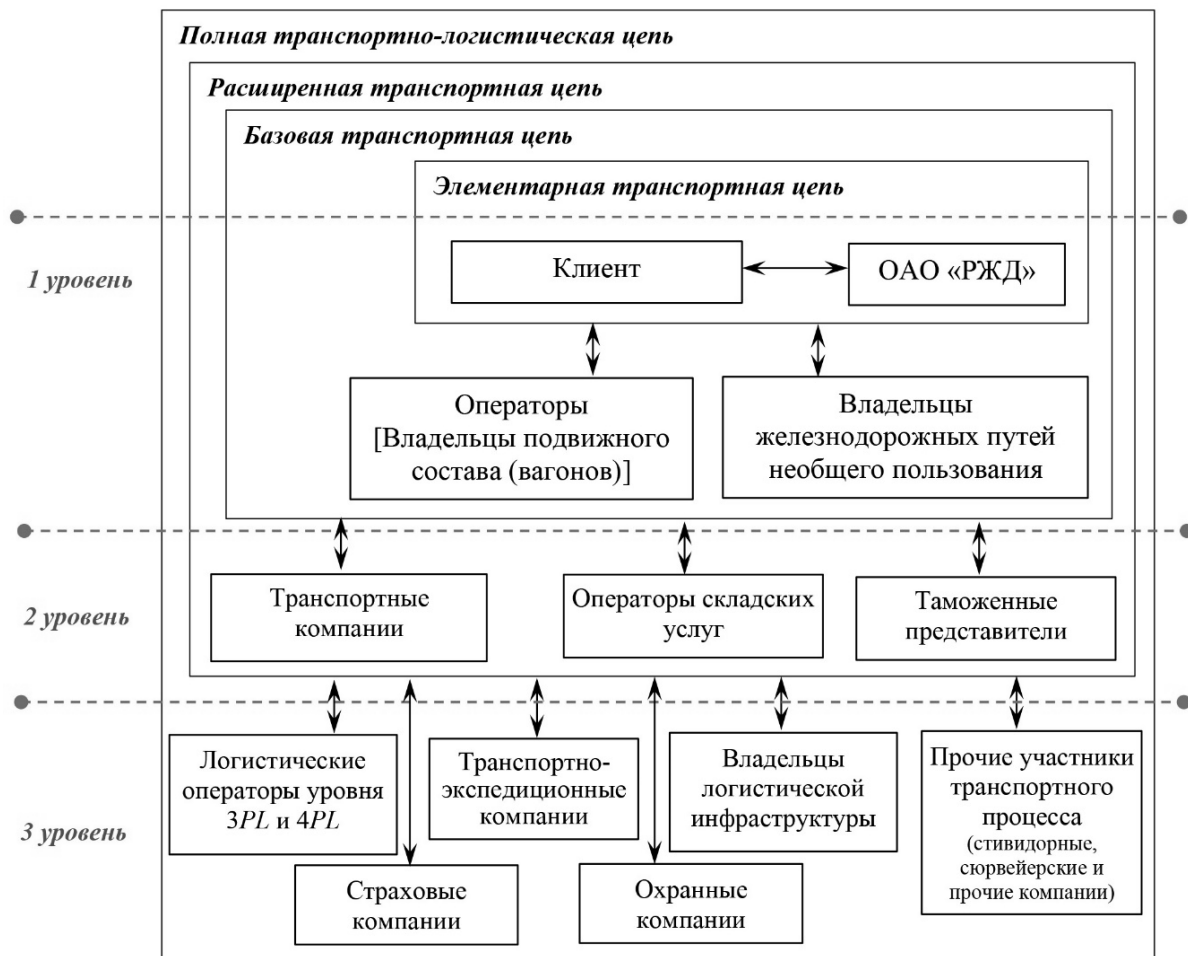 Полная транспортно-логистическая цепь
Расширенная транспортная цепь
Базовая транспортная цепь
Элементарная транспортная цепь
1 уровень
Клиент
ОАО «РЖД»
Операторы
[Владельцы подвижного
состава (вагонов)]
Владельцы
железнодорожных путей
необщего пользования
2 уровень
Транспортные
компании
Операторы складских
услуг
Таможенные
представители
3 уровень
Логистические
операторы уровня
3PL и 4PL
Транспортно-
экспедиционные
компании
Владельцы
логистической
инфраструктуры
Прочие участники
транспортного
процесса
(стивидорные,
сюрвейерские и
прочие компании)
Страховые
компании
Охранные
компании